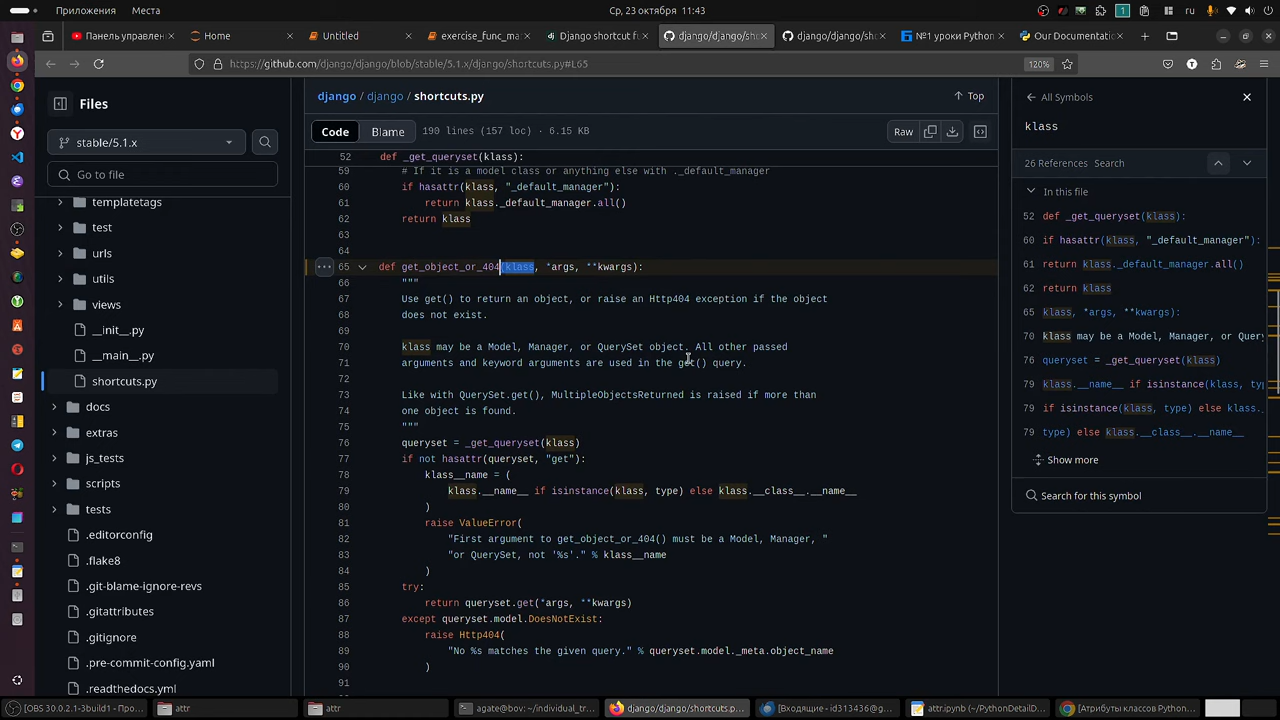 Приложения
Места
Ср, 23 октября 11:43
1
ru
Панель управлен
Home
Untitled
exercise_func_ma
Django shortcut fu
django/django/sho
django/django/sho
№1 уроки Python
Our Documentatio
https://github.com/django/django/blob/stable/5.1.x/django/shortcuts.py#L65
120%
Files
stable/5.1.x
Go to file
templatetags
test
urls
utils
views
__init__.py
__main__.py
shortcuts.py
docs
extras
js_tests
scripts
tests
.editorconfig
.flake8
.git-blame-ignore-revs
.gitattributes
.gitignore
.pre-commit-config.yaml
.readthedocs.yml
django / django / shortcuts.py
Top
Code Blame 190 lines (157 loc) · 6.15 KB
Raw
52 def _get_queryset(klass):
59 # If it is a model class or anything else with ._default_manager
60 if hasattr(klass, "_default_manager"):
61 return klass._default_manager.all()
62 return klass
63
64
65 def get_object_or_404(klass, *args, **kwargs):
66 """
67 Use get() to return an object, or raise an Http404 exception if the object
68 does not exist.
69
70 klass may be a Model, Manager, or QuerySet object. All other passed
71 arguments and keyword arguments are used in the get() query.
72
73 Like with QuerySet.get(), MultipleObjectsReturned is raised if more than
74 one object is found.
75 """
76 queryset = _get_queryset(klass)
77 if not hasattr(queryset, "get"):
78 klass__name = (
79 klass.__name__ if isinstance(klass, type) else klass.__class__.__name__
80 )
81 raise ValueError(
82 "First argument to get_object_or_404() must be a Model, Manager, "
83 "or QuerySet, not '%s'." % klass__name
84 )
85 try:
86 return queryset.get(*args, **kwargs)
87 except queryset.model.DoesNotExist:
88 raise Http404(
89 "No %s matches the given query." % queryset.model._meta.object_name
90 )
91
All Symbols
klass
26 References Search
In this file
52 def _get_queryset(klass):
60 if hasattr(klass, "_default_manager"):
61 return klass._default_manager.all()
62 return klass
65 klass, *args, **kwargs):
70 klass may be a Model, Manager, or Query
76 queryset = _get_queryset(klass)
79 klass.__name__ if isinstance(klass, typ
79 if isinstance(klass, type) else klass.
79 type) else klass.__class__.__name__
Show more
Search for this symbol
[OBS 30.0.2.1-3build1 - Про...
attr
attr
agate@bov: ~/individual_tr...
django/django/shortcuts.p...
[Входящие - id313436@g...
attr.ipynb (~/PythonDetailD...
[Атрибуты классов Python...